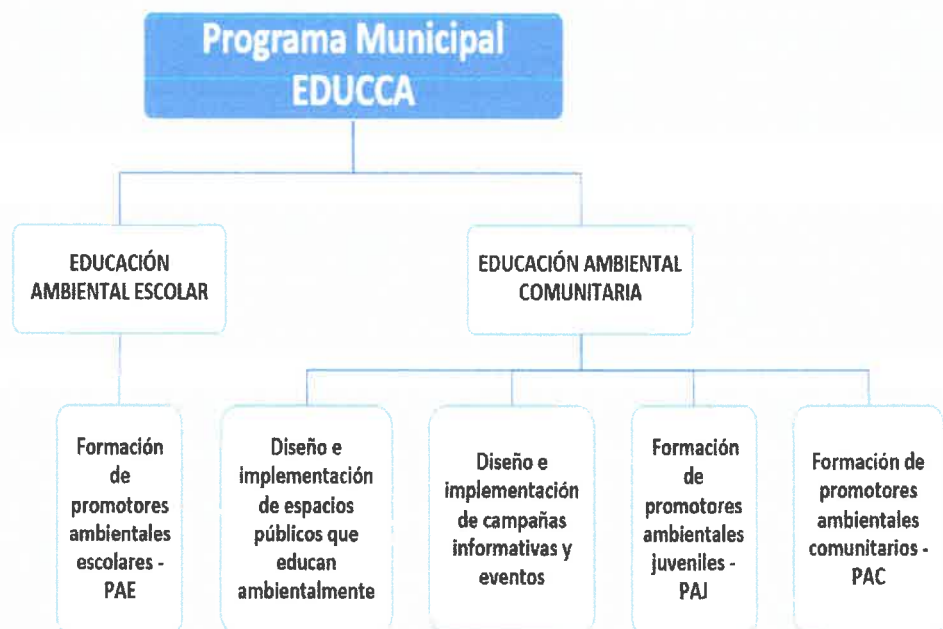 Programa Municipal
EDUCCA
EDUCACIÓN
AMBIENTAL ESCOLAR
EDUCACIÓN AMBIENTAL
COMUNITARIA
Formación
de
promotores
ambientales
escolares -
PAE
Diseño e
implementación
de espacios
públicos que
educan
ambientalmente
Diseño e
implementación
de campañas
informativas y
eventos
Formación
de
promotores
ambientales
juveniles -
PAJ
Formación de
promotores
ambientales
comunitarios -
PAC